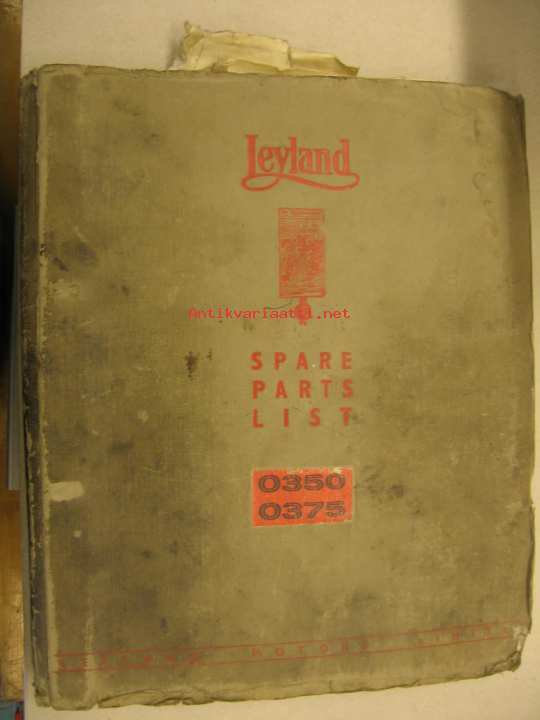 Leyland
Antikvariaatti.net
SPARE
PARTS
LIST
0350
0375
LEYLAND MOTORS LIMITED